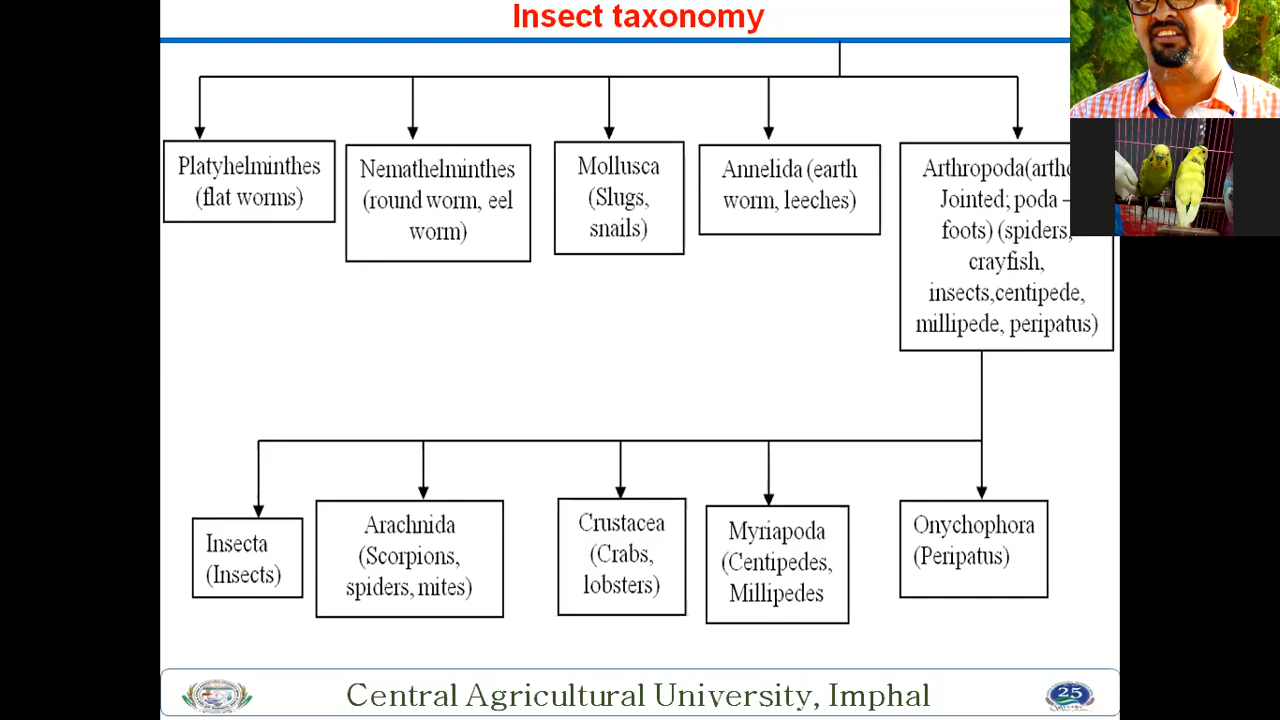 Insect taxonomy
Platyhelminthes
(flat worms)
Nemathelminthes
(round worm, eel
worm)
Mollusca
(Slugs,
snails)
Annelida (earth
worm, leeches)
Jointed; poda –
foots) (spiders,
crayfish,
insects,centipede,
millipede, peripatus)
Insecta
(Insects)
Arachnida
(Scorpions,
spiders, mites)
Crustacea
(Crabs,
lobsters)
Myriapoda
(Centipedes,
Millipedes
Onychophora
(Peripatus)
Central Agricultural University, Imphal
25